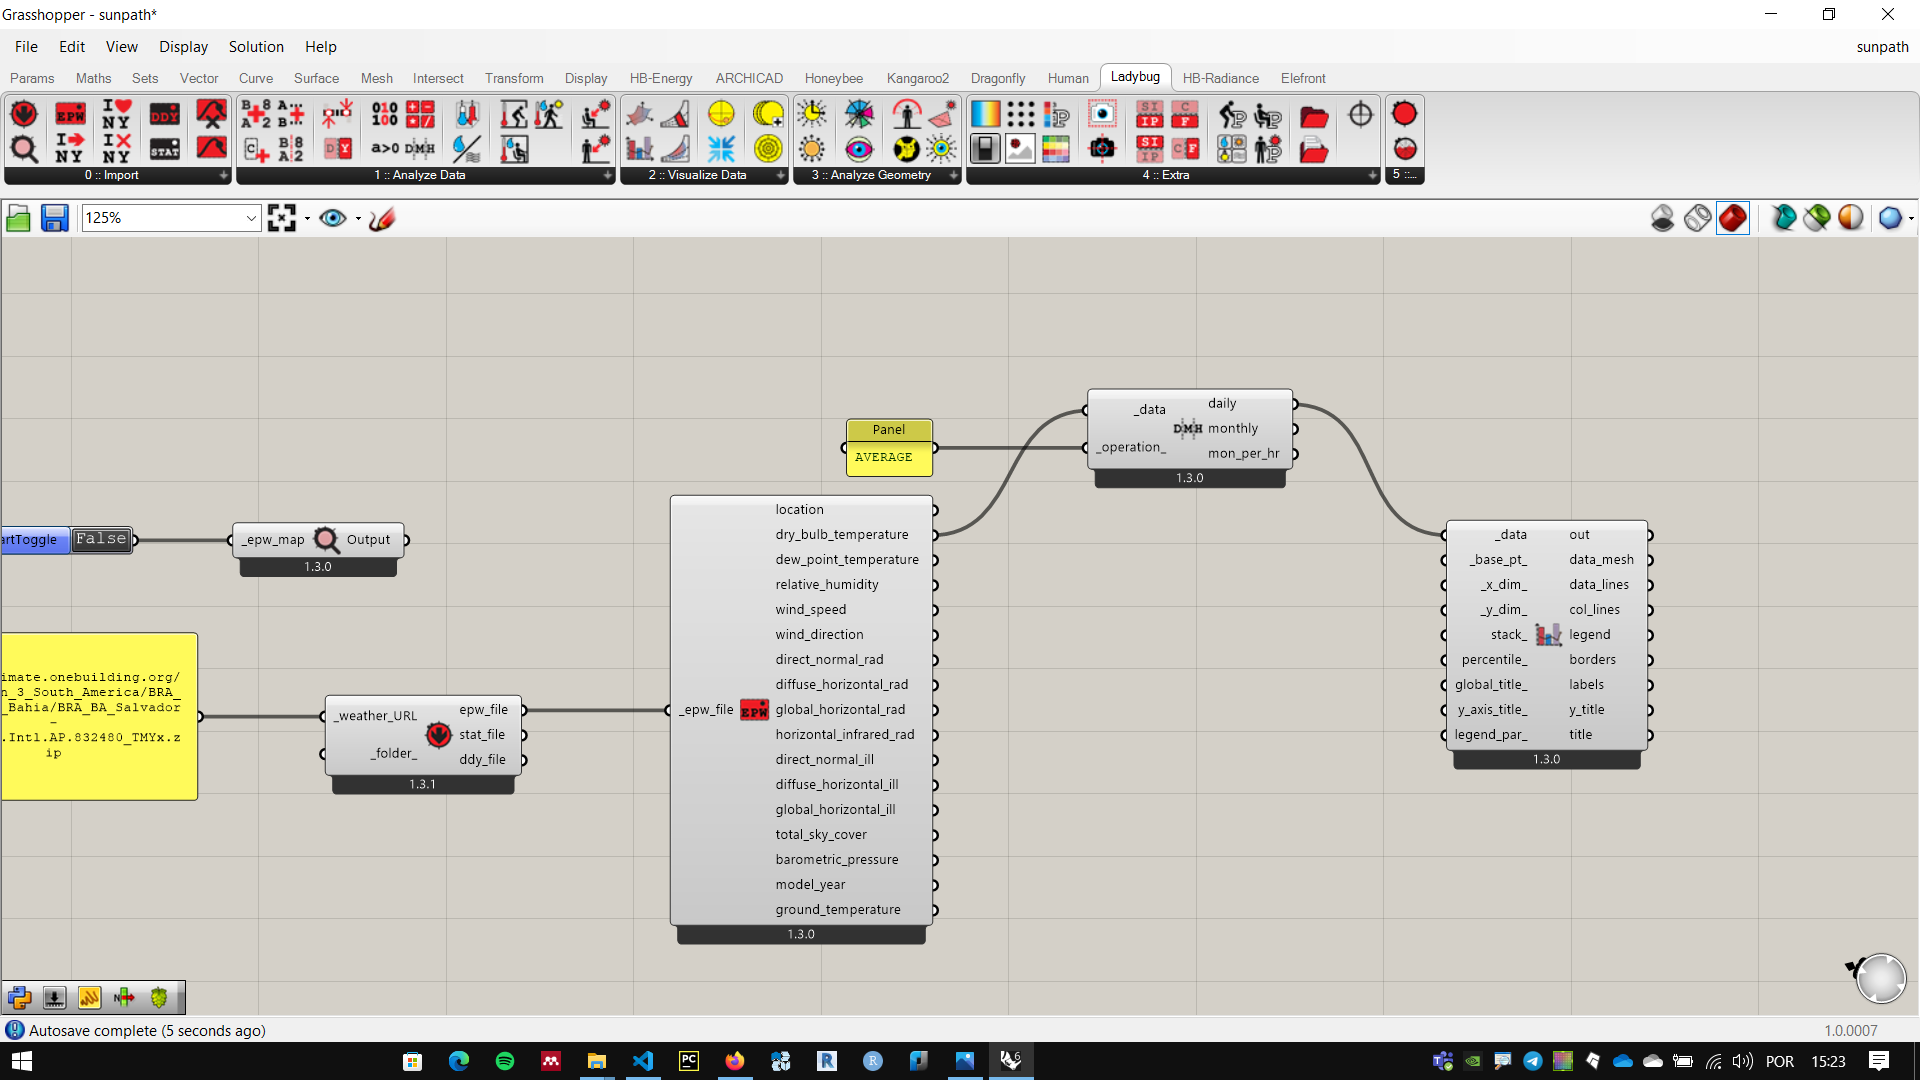 Grasshopper - sunpath*
File Edit View Display Solution Help
sunpath
Params Maths Sets Vector Curve Surface Mesh Intersect Transform Display HB-Energy ARCHICAD Honeybee Kangaroo2 Dragonfly Human Ladybug HB-Radiance Elefront
0 :: Import
1 :: Analyze Data
2 :: Visualize Data
3 :: Analyze Geometry
4 :: Extra
5 ::...
125%
Panel
AVERAGE
_data
_operation_
daily
monthly
mon_per_hr
1.3.0
artToggle
False
_epw_map
Output
1.3.0
imate.onebuilding.org/
n_3_South_America/BRA_
_Bahia/BRA_BA_Salvador
-
.Intl.AP.832480_TMYx.z
ip
_weather_URL
_folder_
epw_file
stat_file
ddy_file
1.3.1
_epw_file
EPW
location
dry_bulb_temperature
dew_point_temperature
relative_humidity
wind_speed
wind_direction
direct_normal_rad
diffuse_horizontal_rad
global_horizontal_rad
horizontal_infrared_rad
direct_normal_ill
diffuse_horizontal_ill
global_horizontal_ill
total_sky_cover
barometric_pressure
model_year
ground_temperature
1.3.0
_data
_base_pt_
_x_dim_
_y_dim_
stack_
percentile_
global_title_
y_axis_title_
legend_par_
out
data_mesh
data_lines
col_lines
legend
borders
labels
y_title
title
1.3.0
Autosave complete (5 seconds ago)
1.0.0007
POR
15:23